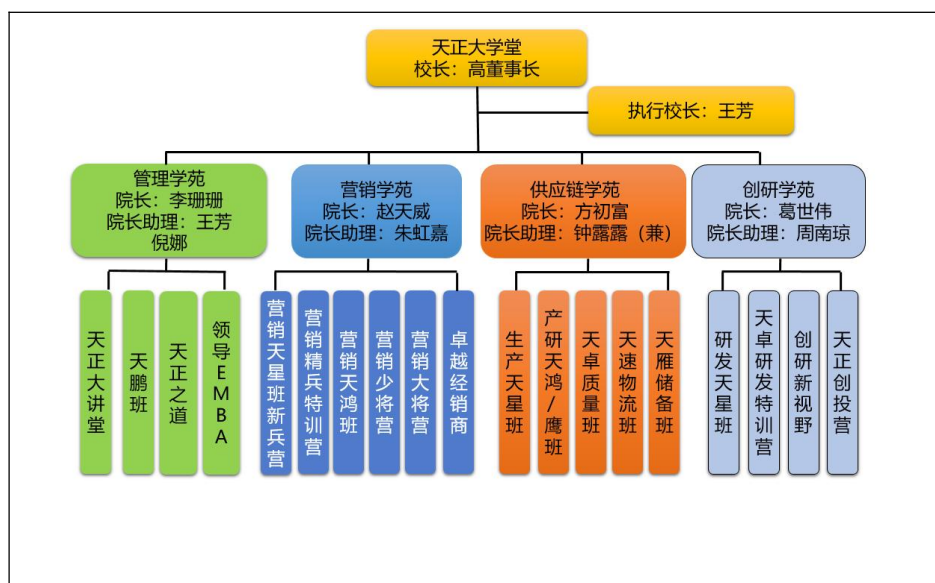 天正大学堂
校长：高董事长
执行校长：王芳
管理学苑
院长：李珊珊
院长助理：王芳
倪娜
营销学苑
院长：赵天威
院长助理：朱虹嘉
供应链学苑
院长：方初富
院长助理：钟露露（兼）
创研学苑
院长：葛世伟
院长助理：周南琼
天正大讲堂
天鹏班
天正之道
领导EMBA
营销天星班新兵营
营销精兵特训营
营销天鸿班
营销少将营
营销大将营
卓越经销商
生产天星班
产研天鸿/鹰班
天卓质量班
天速物流班
天雁储备班
研发天星班
天卓研发特训营
创研新视野
天正创投营